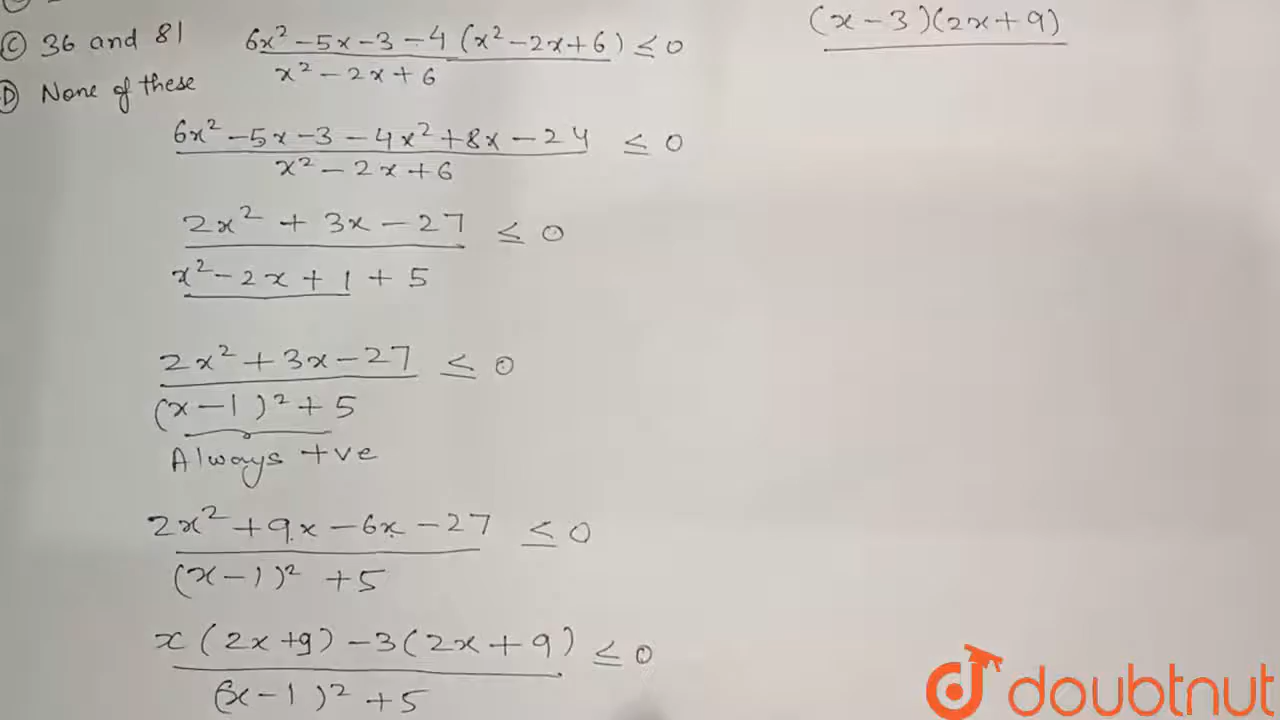 (C) 36 and 81
(D) None of these
6x² - 5x - 3 - 4 (x² - 2x + 6) ≤ 0
x² - 2x + 6
6x² - 5x - 3 - 4x² + 8x - 24 ≤ 0
x² - 2x + 6
2x² + 3x - 27 ≤ 0
x² - 2x + 1 + 5
2x² + 3x - 27 ≤ 0
(x - 1)² + 5
Always +ve
2x² + 9x - 6x - 27 ≤ 0
(x - 1)² + 5
x (2x + 9) - 3 (2x + 9) ≤ 0
(x - 1)² + 5
(x - 3)(2x + 9)
doubtnut